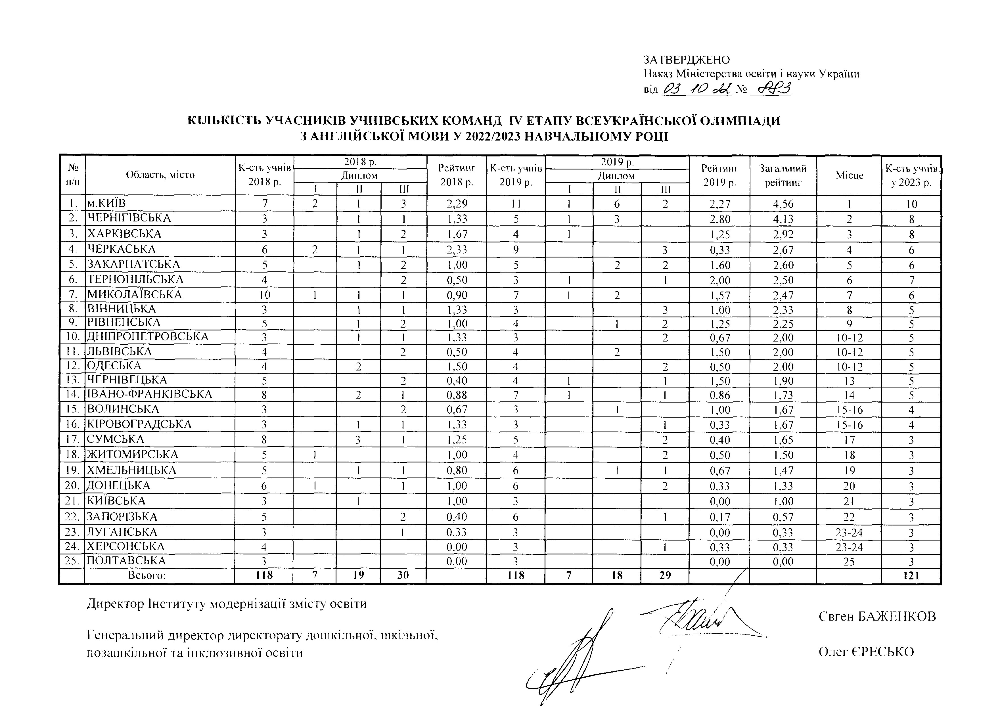 ЗАТВЕРДЖЕНО
Наказ Міністерства освіти і науки України
від 03 10 22 № 883
КІЛЬКІСТЬ УЧАСНИКІВ УЧНІВСЬКИХ КОМАНД IV ЕТАПУ ВСЕУКРАЇНСЬКОЇ ОЛІМПІАДИ
З АНГЛІЙСЬКОЇ МОВИ У 2022/2023 НАВЧАЛЬНОМУ РОЦІ
№ п/п Область, місто К-сть учнів 2018 р. 2018 р. Диплом I II III Рейтинг 2018 р. К-сть учнів 2019 р. 2019 р. Диплом I II III Рейтинг 2019 р. Загальний рейтинг Місце К-сть учнів у 2023 р.
1. м.КИЇВ 7 2 1 3 2,29 11 1 6 2 2,27 4,56 1 10
2. ЧЕРНІГІВСЬКА 3 1 1 1,33 5 1 3 2,80 4,13 2 8
3. ХАРКІВСЬКА 3 1 2 1,67 4 1 1,25 2,92 3 8
4. ЧЕРКАСЬКА 6 2 1 1 2,33 9 3 0,33 2,67 4 6
5. ЗАКАРПАТСЬКА 5 1 2 1,00 5 2 2 1,60 2,60 5 6
6. ТЕРНОПІЛЬСЬКА 4 2 0,50 3 1 1 2,00 2,50 6 7
7. МИКОЛАЇВСЬКА 10 1 1 1 0,90 7 1 2 1,57 2,47 7 6
8. ВІННИЦЬКА 3 1 1 1,33 3 3 1,00 2,33 8 5
9. РІВНЕНСЬКА 5 1 2 1,00 4 1 2 1,25 2,25 9 5
10. ДНІПРОПЕТРОВСЬКА 3 1 1 1,33 3 2 0,67 2,00 10-12 5
11. ЛЬВІВСЬКА 4 2 0,50 4 2 1,50 2,00 10-12 5
12. ОДЕСЬКА 4 2 1,50 4 2 0,50 2,00 10-12 5
13. ЧЕРНІВЕЦЬКА 5 2 0,40 4 1 1 1,50 1,90 13 5
14. ІВАНО-ФРАНКІВСЬКА 8 2 1 0,88 7 1 1 0,86 1,73 14 5
15. ВОЛИНСЬКА 3 2 0,67 3 1 1,00 1,67 15-16 4
16. КІРОВОГРАДСЬКА 3 1 1 1,33 3 1 0,33 1,67 15-16 4
17. СУМСЬКА 8 3 1 1,25 5 2 0,40 1,65 17 3
18. ЖИТОМИРСЬКА 5 1 1,00 4 2 0,50 1,50 18 3
19. ХМЕЛЬНИЦЬКА 5 1 1 0,80 6 1 1 0,67 1,47 19 3
20. ДОНЕЦЬКА 6 1 1 1,00 6 2 0,33 1,33 20 3
21. КИЇВСЬКА 3 1 1,00 3 0,00 1,00 21 3
22. ЗАПОРІЗЬКА 5 2 0,40 6 1 0,17 0,57 22 3
23. ЛУГАНСЬКА 3 1 0,33 3 0,00 0,33 23-24 3
24. ХЕРСОНСЬКА 4 0,00 3 1 0,33 0,33 23-24 3
25. ПОЛТАВСЬКА 3 0,00 3 0,00 0,00 25 3
Всього: 118 7 19 30 118 7 18 29 121
Директор Інституту модернізації змісту освіти
Євген БАЖЕНКОВ
Генеральний директор директорату дошкільної, шкільної,
позашкільної та інклюзивної освіти
Олег ЄРЕСЬКО